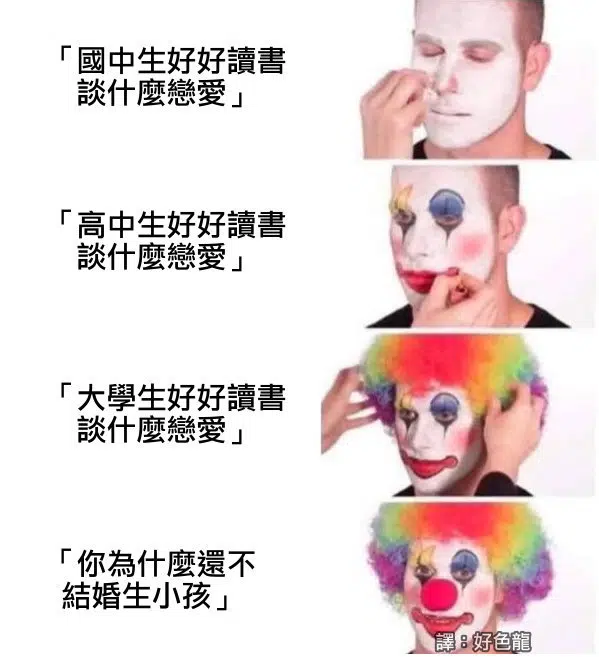 「國中生好好讀書
談什麼戀愛」
「高中生好好讀書
談什麼戀愛」
「大學生好好讀書
談什麼戀愛」
「你為什麼還不
結婚生小孩」
譯：好色龍